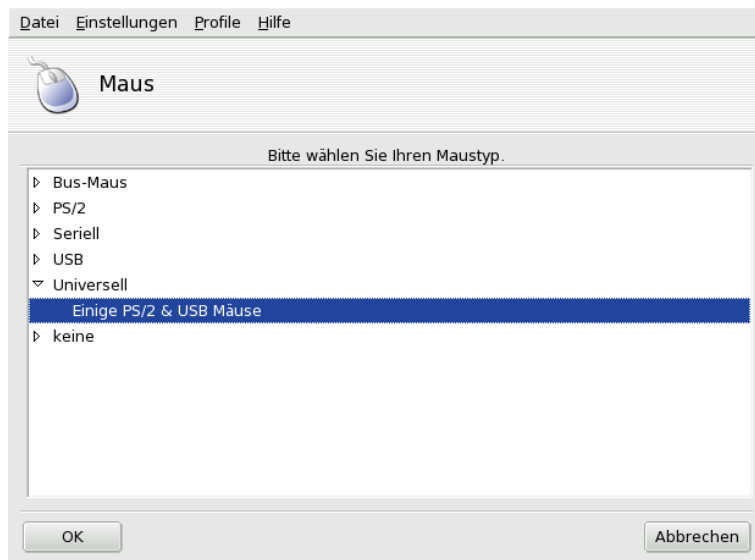 Datei Einstellungen Profile Hilfe
Maus
Bitte wählen Sie Ihren Maustyp.
Bus-Maus
PS/2
Seriell
USB
Universell
Einige PS/2 & USB Mäuse
keine
OK Abbrechen